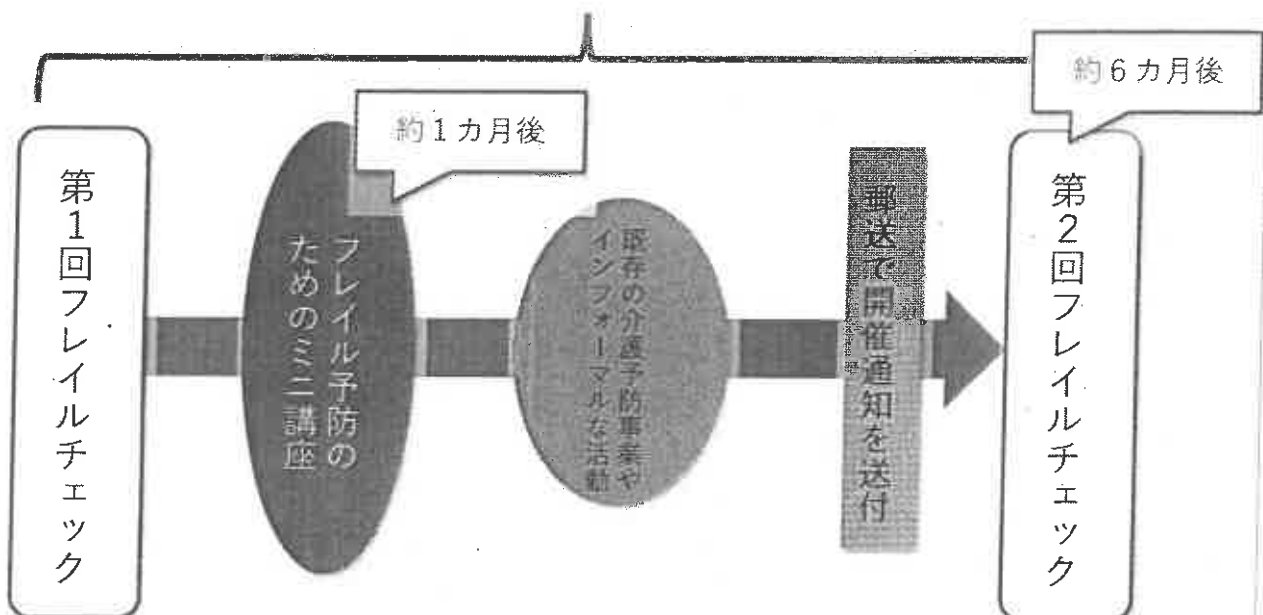 第1回フレイルチェック
フレイル予防の
ためのミニ講座
約1カ月後
既存の介護予防事業や
インフォーマルな活動
郵送で開催通知を送付
約6カ月後
第2回フレイルチェック